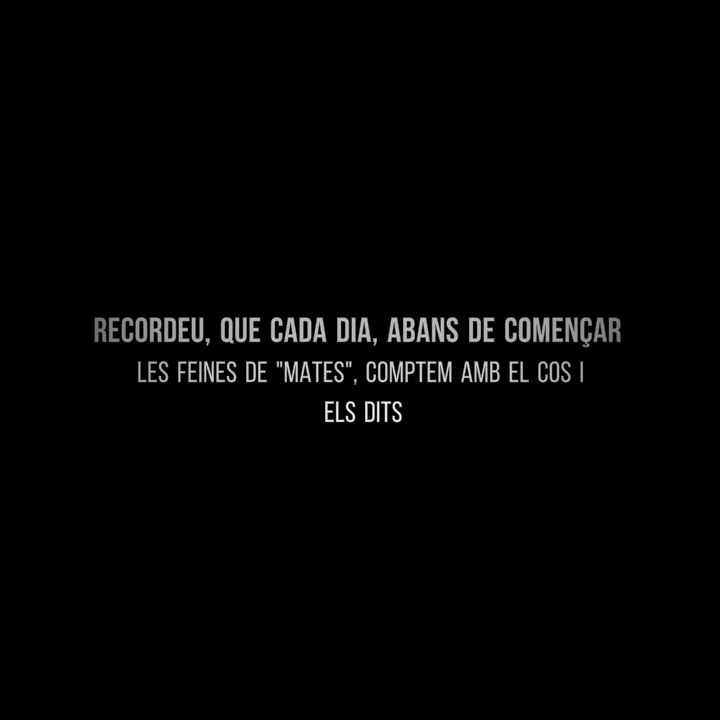 RECORDEU, QUE CADA DIA, ABANS DE COMENÇAR
LES FEINES DE "MATES", COMPTEM AMB EL COS I
ELS DITS